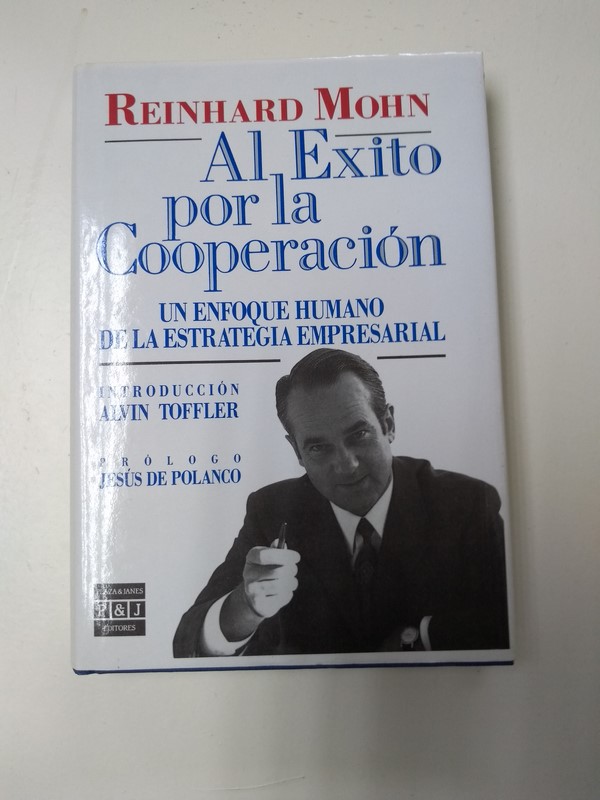 REINHARD MOHN
Al Exito
por la
Cooperación
UN ENFOQUE HUMANO
DE LA ESTRATEGIA EMPRESARIAL
INTRODUCCIÓN
ALVIN TOFFLER
PRÓLOGO
JESÚS DE POLANCO
PLAZA & JANES
P & J
EDITORES